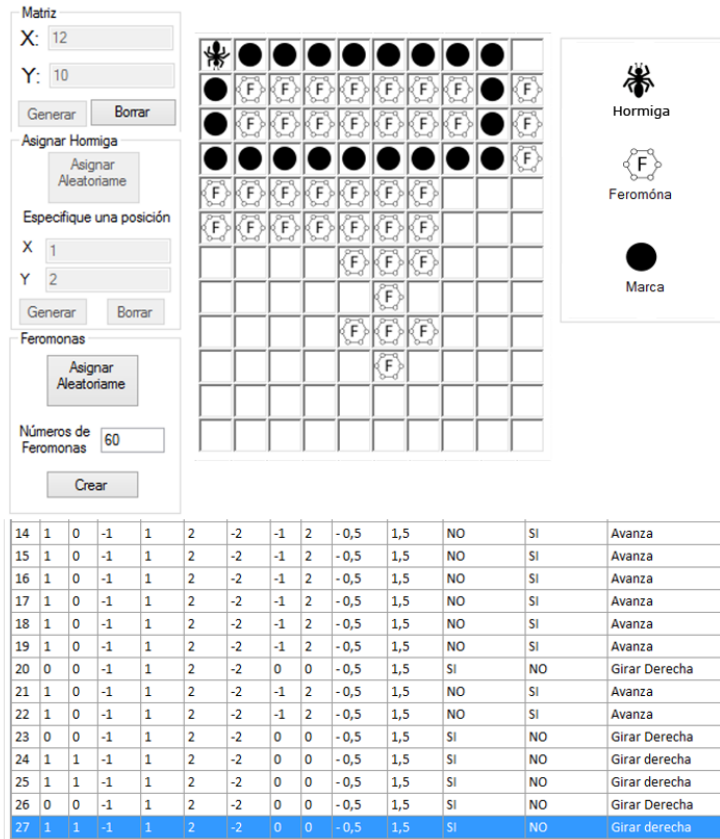 Matriz
X: 12
Y: 10
Generar Borrar
Asignar Hormiga
Asignar
Aleatoriame
Especifique una posición
X 1
Y 2
Generar Borrar
Feromonas
Asignar
Aleatoriame
Números de
Feromonas
60
Crear
F F F F F F F F
F F F F F F F F
F
F F F F F F F
F F F F F F F
F F F
F
F F F
F
Hormiga
F
Feromóna
Marca
14 1 0 -1 1 2 -2 -1 2 - 0,5 1,5 NO SI Avanza
15 1 0 -1 1 2 -2 -1 2 - 0,5 1,5 NO SI Avanza
16 1 0 -1 1 2 -2 -1 2 - 0,5 1,5 NO SI Avanza
17 1 0 -1 1 2 -2 -1 2 - 0,5 1,5 NO SI Avanza
18 1 0 -1 1 2 -2 -1 2 - 0,5 1,5 NO SI Avanza
19 1 0 -1 1 2 -2 -1 2 - 0,5 1,5 NO SI Avanza
20 0 0 -1 1 2 -2 0 0 - 0,5 1,5 SI NO Girar Derecha
21 1 0 -1 1 2 -2 -1 2 - 0,5 1,5 NO SI Avanza
22 1 0 -1 1 2 -2 -1 2 - 0,5 1,5 NO SI Avanza
23 0 0 -1 1 2 -2 0 0 - 0,5 1,5 SI NO Girar Derecha
24 1 1 -1 1 2 -2 0 0 - 0,5 1,5 SI NO Girar derecha
25 1 1 -1 1 2 -2 0 0 - 0,5 1,5 SI NO Girar derecha
26 0 0 -1 1 2 -2 0 0 - 0,5 1,5 SI NO Girar Derecha
27 1 1 -1 1 2 -2 0 0 - 0,5 1,5 SI NO Girar derecha